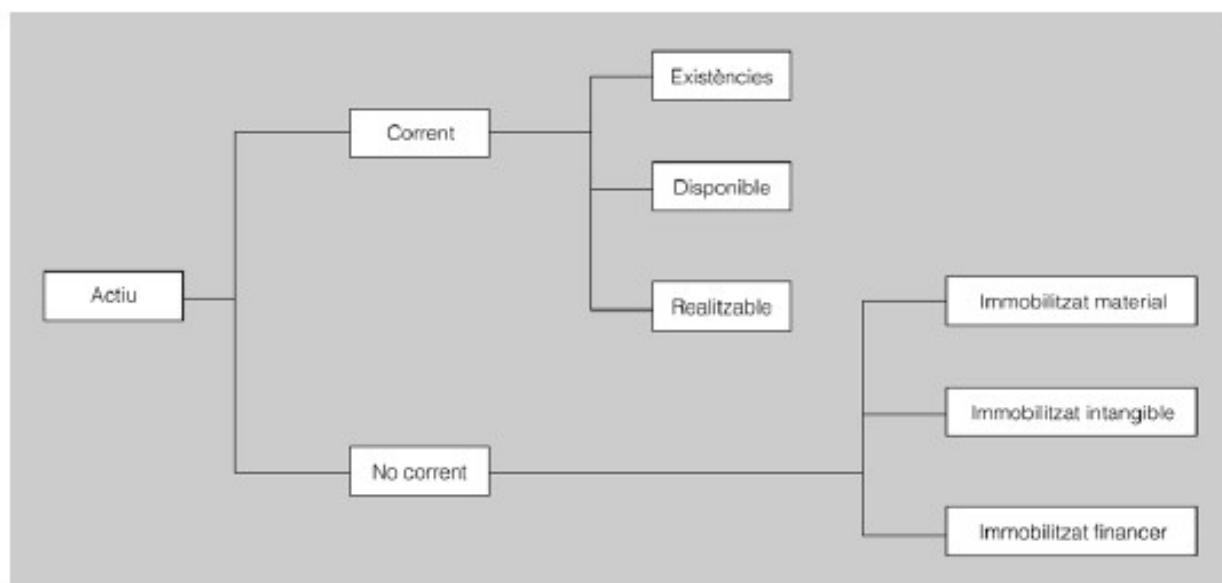 Existències
Corrent
Disponible
Actiu
Realitzable
Immobilitzat material
Immobilitzat intangible
No corrent
Immobilitzat financer